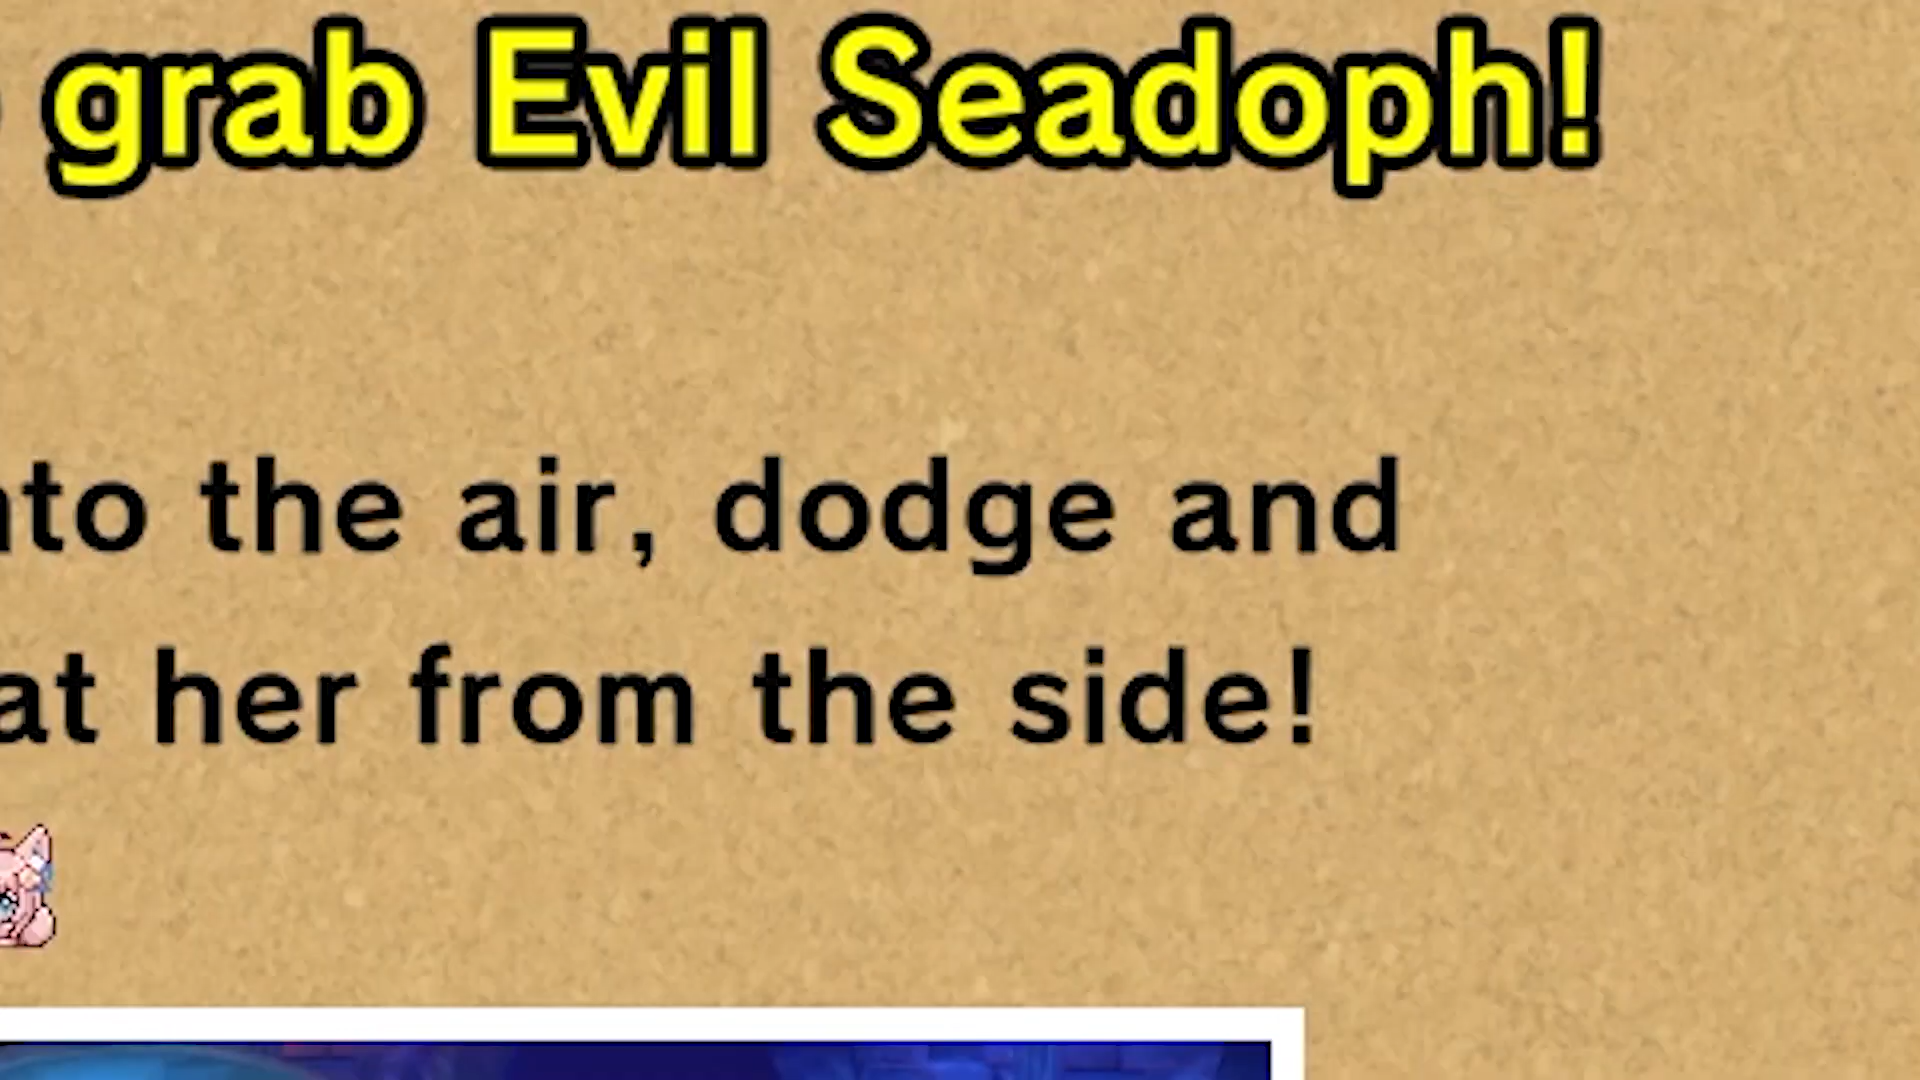 grab Evil Seadoph!
the air, dodge and
her from the side!